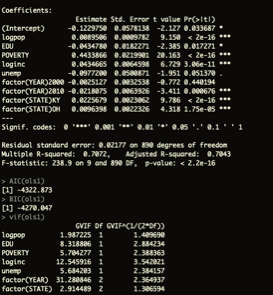 Coefficients:
Estimate Std. Error t value Pr(>|t|)
(Intercept) -0.1229750 0.0578138 -2.127 0.033687 *
logpop 0.0089506 0.0009782 9.150 < 2e-16 ***
EDU -0.0434780 0.0182271 -2.385 0.017271 *
POVERTY 0.4433866 0.0219901 20.163 < 2e-16 ***
loginc 0.0434665 0.0064598 6.729 3.06e-11 ***
unemp -0.0977200 0.0500871 -1.951 0.051370 .
factor(YEAR)2000 -0.0025127 0.0032538 -0.772 0.440194
factor(YEAR)2010 -0.0218075 0.0063926 -3.411 0.000676 ***
factor(STATE)KY 0.0225679 0.0023062 9.786 < 2e-16 ***
factor(STATE)OH 0.0096398 0.0022326 4.318 1.75e-05 ***
---
Signif. codes: 0 '***' 0.001 '**' 0.01 '*' 0.05 '.' 0.1 ' ' 1
Residual standard error: 0.02177 on 890 degrees of freedom
Multiple R-squared: 0.7072, Adjusted R-squared: 0.7043
F-statistic: 238.9 on 9 and 890 DF, p-value: < 2.2e-16
> AIC(ols1)
[1] -4322.873
> BIC(ols1)
[1] -4270.047
> vif(ols1)
GVIF Df GVIF^(1/(2*Df))
logpop 1.987225 1 1.409690
EDU 8.318806 1 2.884234
POVERTY 5.704277 1 2.388363
loginc 12.545916 1 3.542021
unemp 5.684203 1 2.384157
factor(YEAR) 31.280846 2 2.364937
factor(STATE) 2.914489 2 1.306594